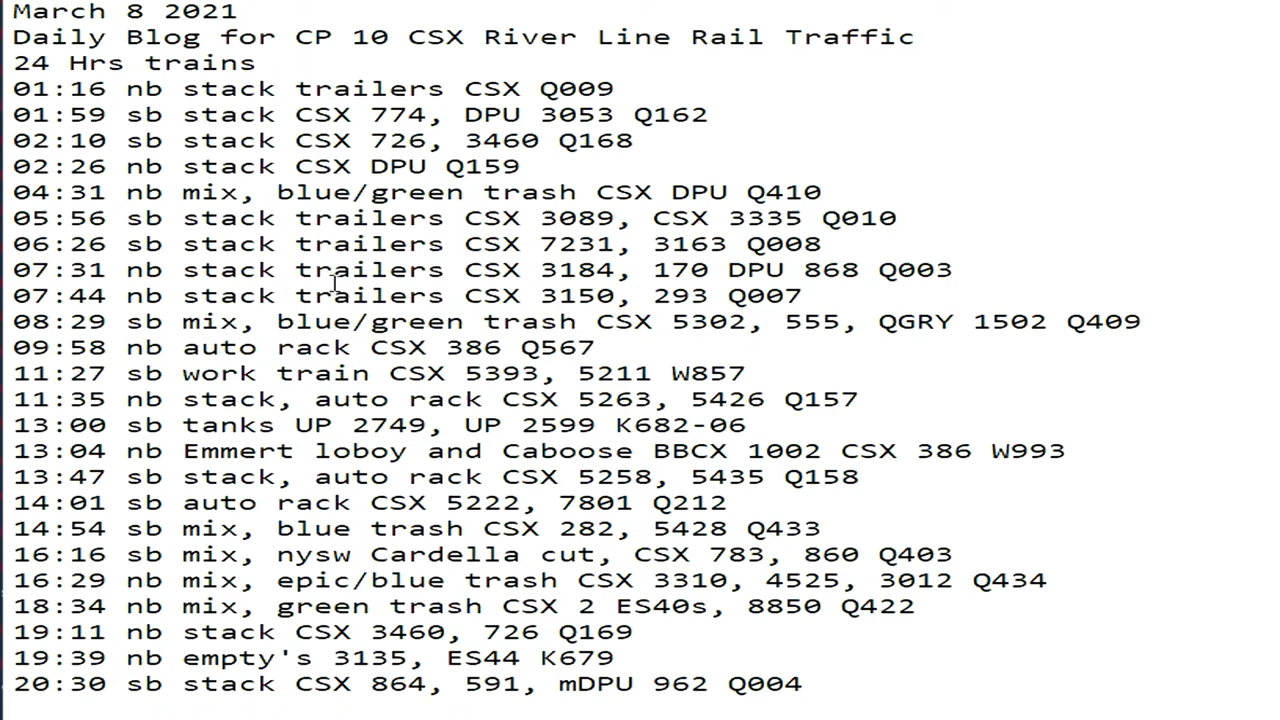 March 8 2021
Daily Blog for CP 10 CSX River Line Rail Traffic
24 Hrs trains
01:16 nb stack trailers CSX Q009
01:59 sb stack CSX 774, DPU 3053 Q162
02:10 sb stack CSX 726, 3460 Q168
02:26 nb stack CSX DPU Q159
04:31 nb mix, blue/green trash CSX DPU Q410
05:56 sb stack trailers CSX 3089, CSX 3335 Q010
06:26 sb stack trailers CSX 7231, 3163 Q008
07:31 nb stack trailers CSX 3184, 170 DPU 868 Q003
07:44 nb stack trailers CSX 3150, 293 Q007
08:29 sb mix, blue/green trash CSX 5302, 555, QGRY 1502 Q409
09:58 nb auto rack CSX 386 Q567
11:27 sb work train CSX 5393, 5211 W857
11:35 nb stack, auto rack CSX 5263, 5426 Q157
13:00 sb tanks UP 2749, UP 2599 K682-06
13:04 nb Emmert loboy and Caboose BBCX 1002 CSX 386 W993
13:47 sb stack, auto rack CSX 5258, 5435 Q158
14:01 sb auto rack CSX 5222, 7801 Q212
14:54 sb mix, blue trash CSX 282, 5428 Q433
16:16 sb mix, nysw Cardella cut, CSX 783, 860 Q403
16:29 nb mix, epic/blue trash CSX 3310, 4525, 3012 Q434
18:34 nb mix, green trash CSX 2 ES40s, 8850 Q422
19:11 nb stack CSX 3460, 726 Q169
19:39 nb empty's 3135, ES44 K679
20:30 sb stack CSX 864, 591, mDPU 962 Q004